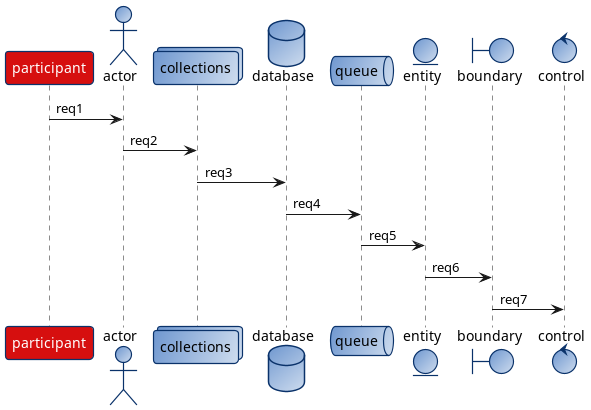 participant
actor
collections
database
queue
entity
boundary
control
req1
req2
req3
req4
req5
req6
req7
participant
actor
collections
database
queue
entity
boundary
control